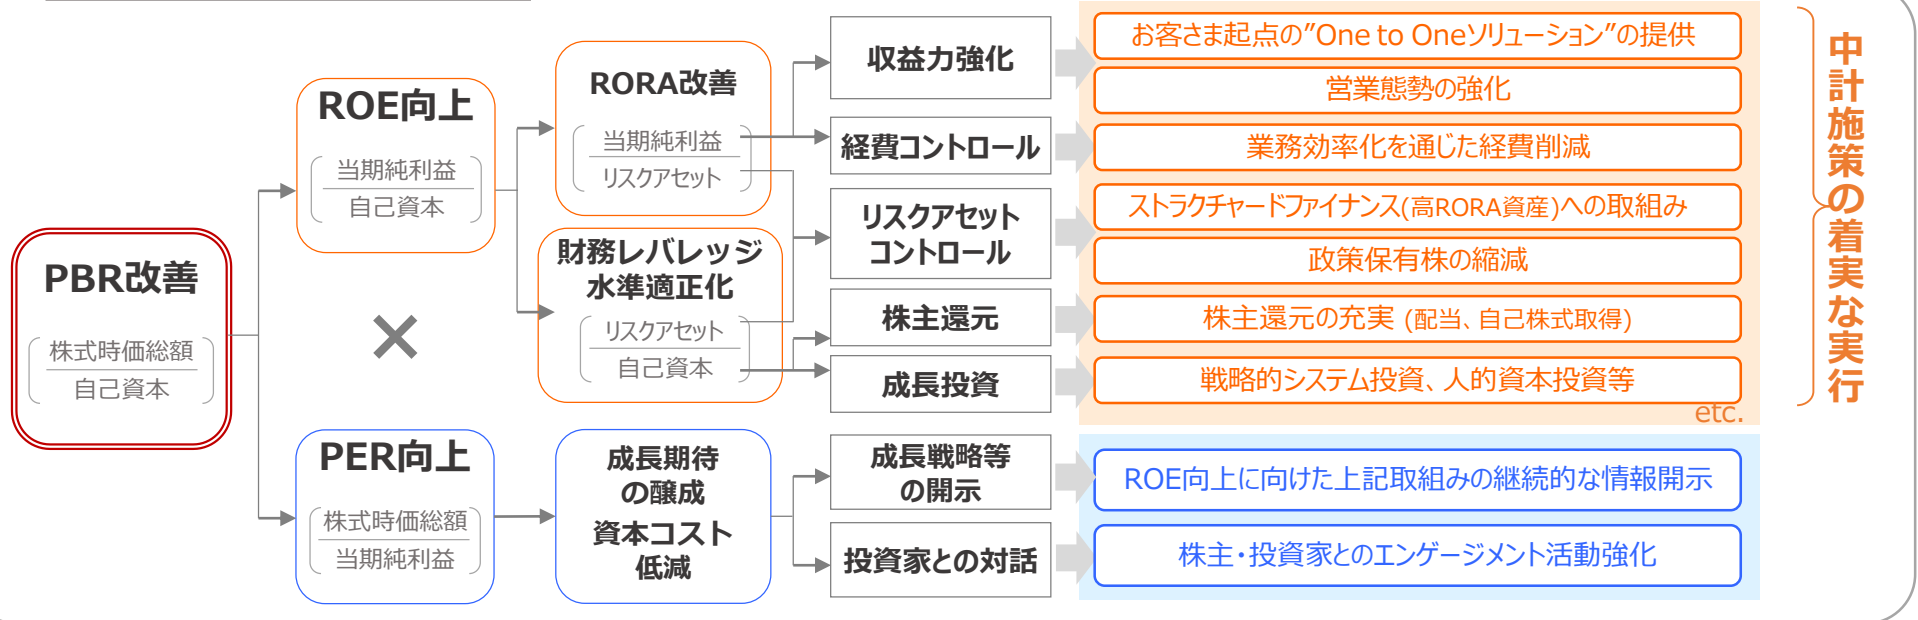 PBR改善
株式時価総額
自己資本
ROE向上
当期純利益
自己資本
×
PER向上
株式時価総額
当期純利益
RORA改善
当期純利益
リスクアセット
財務レバレッジ
水準適正化
リスクアセット
自己資本
成長期待
の醸成
資本コスト
低減
収益力強化
経費コントロール
リスクアセット
コントロール
株主還元
成長投資
成長戦略等
の開示
投資家との対話
お客さま起点の”One to Oneソリューション”の提供
営業態勢の強化
業務効率化を通じた経費削減
ストラクチャードファイナンス(高RORA資産)への取組み
政策保有株の縮減
株主還元の充実 (配当、自己株式取得)
戦略的システム投資、人的資本投資等
etc.
ROE向上に向けた上記取組みの継続的な情報開示
株主・投資家とのエンゲージメント活動強化
中計施策の着実な実行